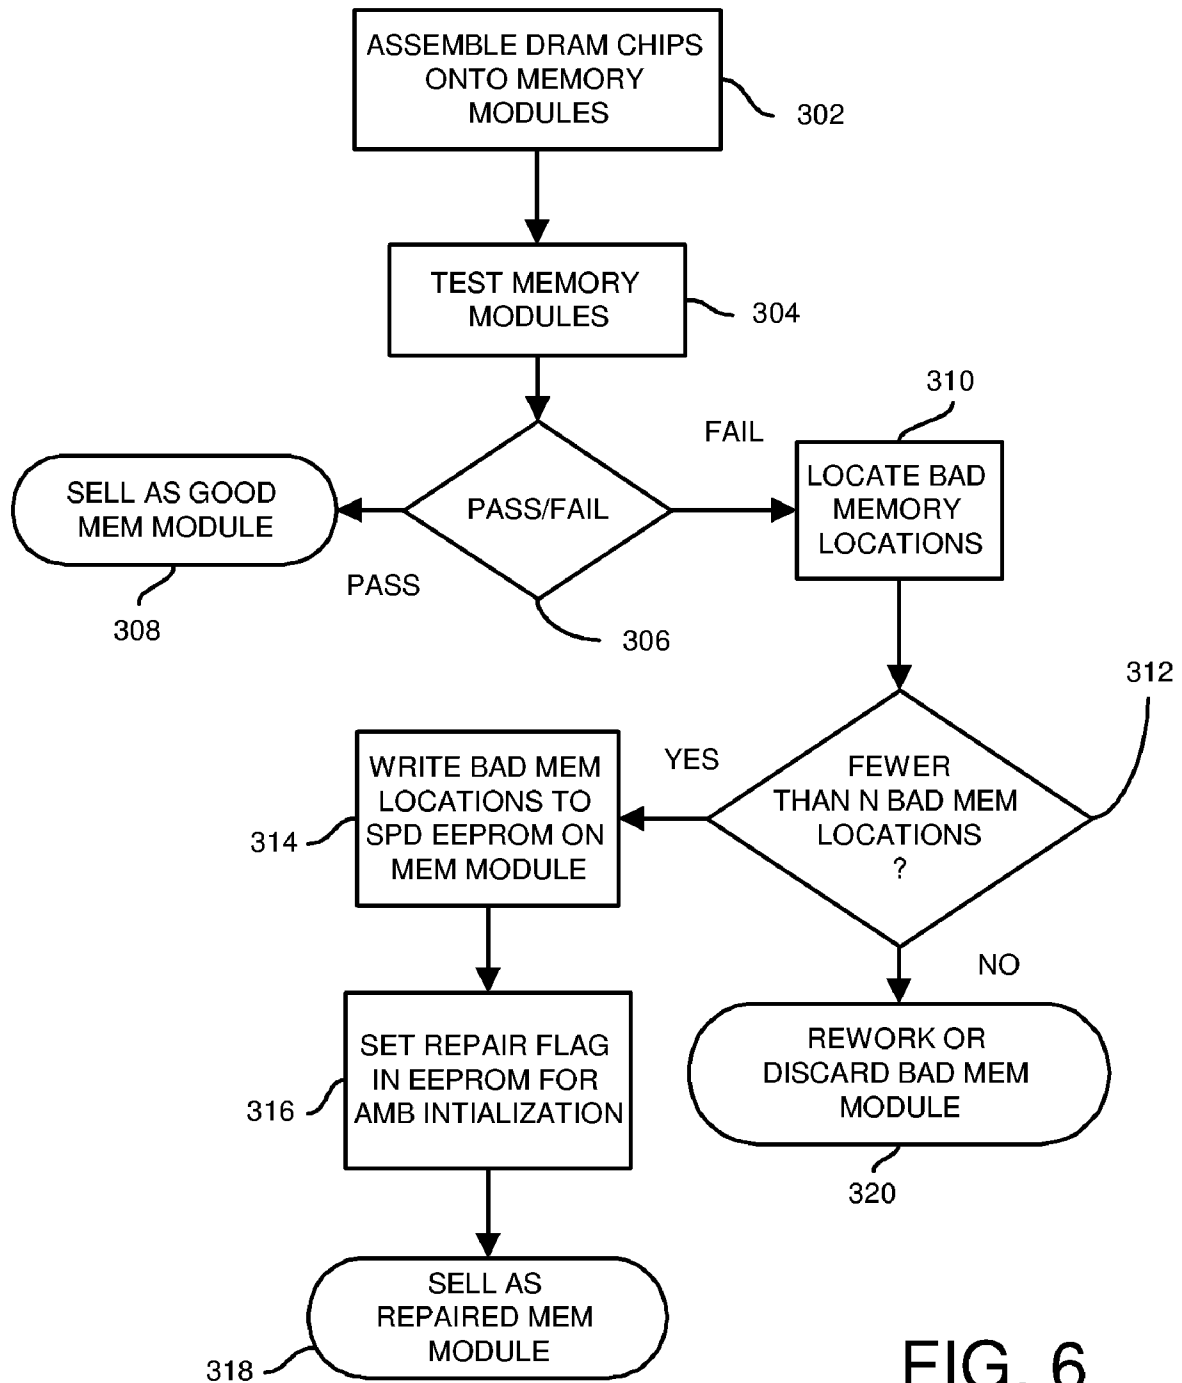 ASSEMBLE DRAM CHIPS
ONTO MEMORY
MODULES
302
TEST MEMORY
MODULES
304
310
FAIL
LOCATE BAD
MEMORY
LOCATIONS
SELL AS GOOD
MEM MODULE
PASS/FAIL
PASS
308
306
312
YES
FEWER
THAN N BAD MEM
LOCATIONS
?
WRITE BAD MEM
LOCATIONS TO
SPD EEPROM ON
MEM MODULE
314
NO
SET REPAIR FLAG
IN EEPROM FOR
AMB INTIALIZATION
316
REWORK OR
DISCARD BAD MEM
MODULE
320
SELL AS
REPAIRED MEM
MODULE
318
FIG. 6